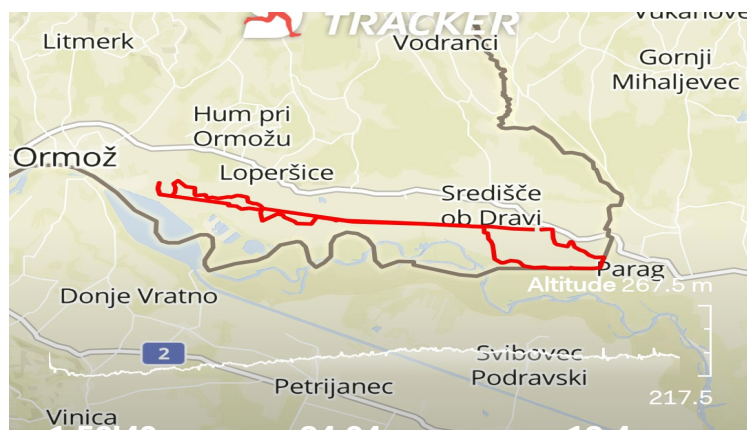 TRACKER
Vukanove
Litmerk
Vodranci
Gornji
Mihaljevec
Hum pri
Ormožu
Ormož
Loperšice
Središče
ob Dravi
Parag
Altitude 267.5 m
Donje Vratno
2
Svibovec
Podravski
Petrijanec
217.5
Vinica